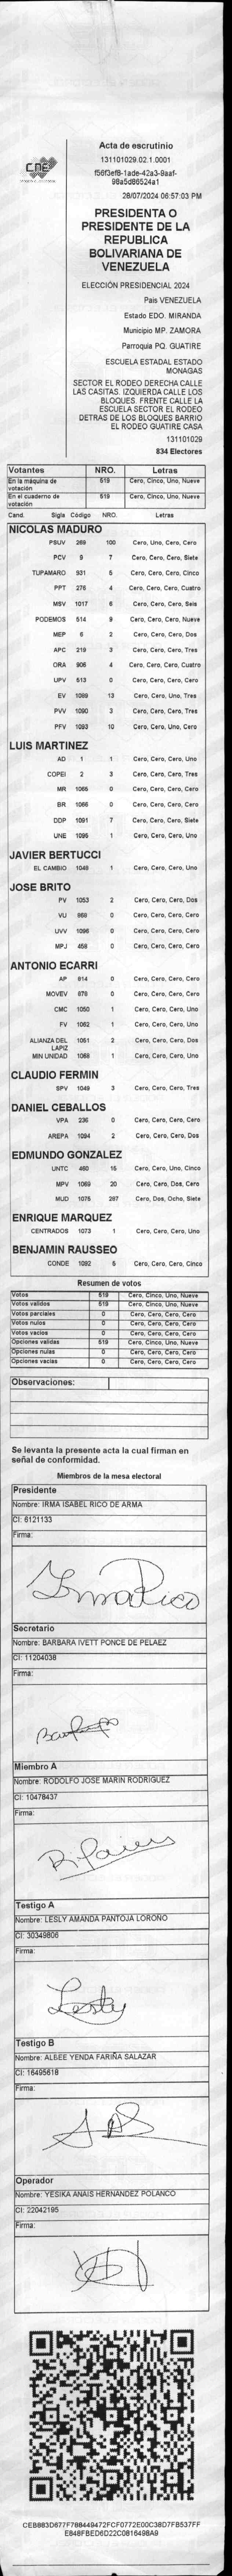 CNE
Acta de escrutinio
131101029.02.1.0001
f56f3ef8-1ade-42a3-9aaf-
98a5d86524a1
28/07/2024 06:57:03 PM
PRESIDENTA O
PRESIDENTE DE LA
REPUBLICA
BOLIVARIANA DE
VENEZUELA
ELECCIÓN PRESIDENCIAL 2024
Pais VENEZUELA
Estado EDO. MIRANDA
Municipio MP. ZAMORA
Parroquia PQ. GUATIRE
ESCUELA ESTADAL ESTADO
MONAGAS
SECTOR EL RODEO DERECHA CALLE
LAS CASITAS. IZQUIERDA CALLE LOS
BLOQUES. FRENTE CALLE LA
ESCUELA SECTOR EL RODEO
DETRAS DE LOS BLOQUES BARRIO
EL RODEO GUATIRE CASA
131101029
834 Electores
Votantes NRO. Letras
En la máquina de votación 519 Cero, Cinco, Uno, Nueve
En el cuaderno de votación 519 Cero, Cinco, Uno, Nueve
Cand. Sigla Código NRO. Letras
NICOLAS MADURO
PSUV 269 100 Cero, Uno, Cero, Cero
PCV 9 7 Cero, Cero, Cero, Siete
TUPAMARO 931 5 Cero, Cero, Cero, Cinco
PPT 275 4 Cero, Cero, Cero, Cuatro
MSV 1017 6 Cero, Cero, Cero, Seis
PODEMOS 514 9 Cero, Cero, Cero, Nueve
MEP 6 2 Cero, Cero, Cero, Dos
APC 219 3 Cero, Cero, Cero, Tres
ORA 906 4 Cero, Cero, Cero, Cuatro
UPV 513 0 Cero, Cero, Cero, Cero
EV 1089 13 Cero, Cero, Uno, Tres
PVV 1090 3 Cero, Cero, Cero, Tres
PFV 1093 10 Cero, Cero, Uno, Cero
LUIS MARTINEZ
AD 1 1 Cero, Cero, Cero, Uno
COPEI 2 3 Cero, Cero, Cero, Tres
MR 1065 0 Cero, Cero, Cero, Cero
BR 1066 0 Cero, Cero, Cero, Cero
DDP 1091 7 Cero, Cero, Cero, Siete
UNE 1095 1 Cero, Cero, Cero, Uno
JAVIER BERTUCCI
EL CAMBIO 1048 1 Cero, Cero, Cero, Uno
JOSE BRITO
PV 1053 2 Cero, Cero, Cero, Dos
VU 968 0 Cero, Cero, Cero, Cero
UVV 1096 0 Cero, Cero, Cero, Cero
MPJ 458 0 Cero, Cero, Cero, Cero
ANTONIO ECARRI
AP 614 0 Cero, Cero, Cero, Cero
MOVEV 879 0 Cero, Cero, Cero, Cero
CMC 1050 1 Cero, Cero, Cero, Uno
FV 1062 1 Cero, Cero, Cero, Uno
ALIANZA DEL LAPIZ 1051 2 Cero, Cero, Cero, Dos
MIN UNIDAD 1068 1 Cero, Cero, Cero, Uno
CLAUDIO FERMIN
SPV 1049 3 Cero, Cero, Cero, Tres
DANIEL CEBALLOS
VPA 236 0 Cero, Cero, Cero, Cero
AREPA 1094 2 Cero, Cero, Cero, Dos
EDMUNDO GONZALEZ
UNTC 460 15 Cero, Cero, Uno, Cinco
MPV 1069 20 Cero, Cero, Dos, Cero
MUD 1075 287 Cero, Dos, Ocho, Siete
ENRIQUE MARQUEZ
CENTRADOS 1073 1 Cero, Cero, Cero, Uno
BENJAMIN RAUSSEO
CONDE 1092 5 Cero, Cero, Cero, Cinco
Resumen de votos
Votos 519 Cero, Cinco, Uno, Nueve
Votos validos 519 Cero, Cinco, Uno, Nueve
Votos parciales 0 Cero, Cero, Cero, Cero
Votos nulos 0 Cero, Cero, Cero, Cero
Votos vacios 0 Cero, Cero, Cero, Cero
Opciones validas 519 Cero, Cinco, Uno, Nueve
Opciones nulas 0 Cero, Cero, Cero, Cero
Opciones vacias 0 Cero, Cero, Cero, Cero
Observaciones:
Se levanta la presente acta la cual firman en
señal de conformidad.
Miembros de la mesa electoral
Presidente
Nombre: IRMA ISABEL RICO DE ARMA
CI: 6121133
Firma:
Irma Rico
Secretario
Nombre: BARBARA IVETT PONCE DE PELAEZ
CI: 11204038
Firma:
Miembro A
Nombre: RODOLFO JOSE MARIN RODRIGUEZ
CI: 10478437
Firma:
Testigo A
Nombre: LESLY AMANDA PANTOJA LOROÑO
CI: 30349806
Firma:
Lesly
Testigo B
Nombre: ALBEE YENDA FARIÑA SALAZAR
CI: 16495618
Firma:
Operador
Nombre: YESIKA ANAIS HERNANDEZ POLANCO
CI: 22042195
Firma:
CEB983D677F768449472FCF0772E00C38D7FB537FF
E848FBED6D22C0816498A9